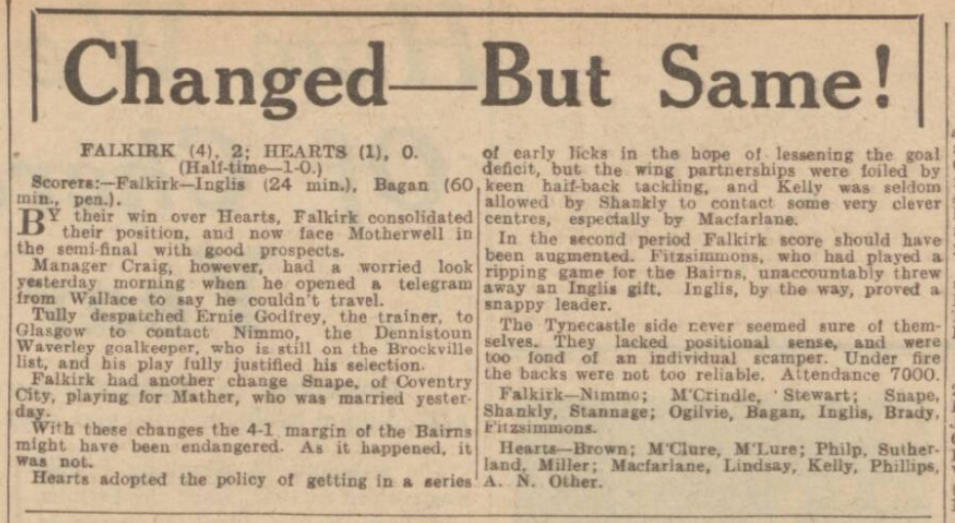 Changed—But Same!
FALKIRK (4), 2; HEARTS (1), 0.
(Half-time—1-0.)
Scorers:—Falkirk—Inglis (24 min.), Bagan (60
min., pen.).
BY their win over Hearts, Falkirk consolidated
their position, and now face Motherwell in
the semi-final with good prospects.
Manager Craig, however, had a worried look
yesterday morning when he opened a telegram
from Wallace to say he couldn't travel.
Tully despatched Ernie Godfrey, the trainer, to
Glasgow to contact Nimmo, the Dennistoun
Waverley goalkeeper, who is still on the Brockville
list, and his play fully justified his selection.
Falkirk had another change Snape, of Coventry
City, playing for Mather, who was married yester-
day.
With these changes the 4-1 margin of the Bairns
might have been endangered. As it happened, it
was not.
Hearts adopted the policy of getting in a series
of early licks in the hope of lessening the goal
deficit, but the wing partnerships were foiled by
keen half-back tackling, and Kelly was seldom
allowed by Shankly to contact some very clever
centres, especially by Macfarlane.
In the second period Falkirk score should have
been augmented. Fitzsimmons, who had played a
ripping game for the Bairns, unaccountably threw
away an Inglis gift. Inglis, by the way, proved a
snappy leader.
The Tynecastle side never seemed sure of them-
selves. They lacked positional sense, and were
too fond of an individual scamper. Under fire
the backs were not too reliable. Attendance 7000.
Falkirk—Nimmo; M'Crindle, Stewart; Snape,
Shankly, Stannage; Ogilvie, Bagan, Inglis, Brady,
Fitzsimmons.
Hearts—Brown; M'Clure, M'Lure; Philp, Suther-
land, Miller; Macfarlane, Lindsay, Kelly, Phillips,
A. N. Other.